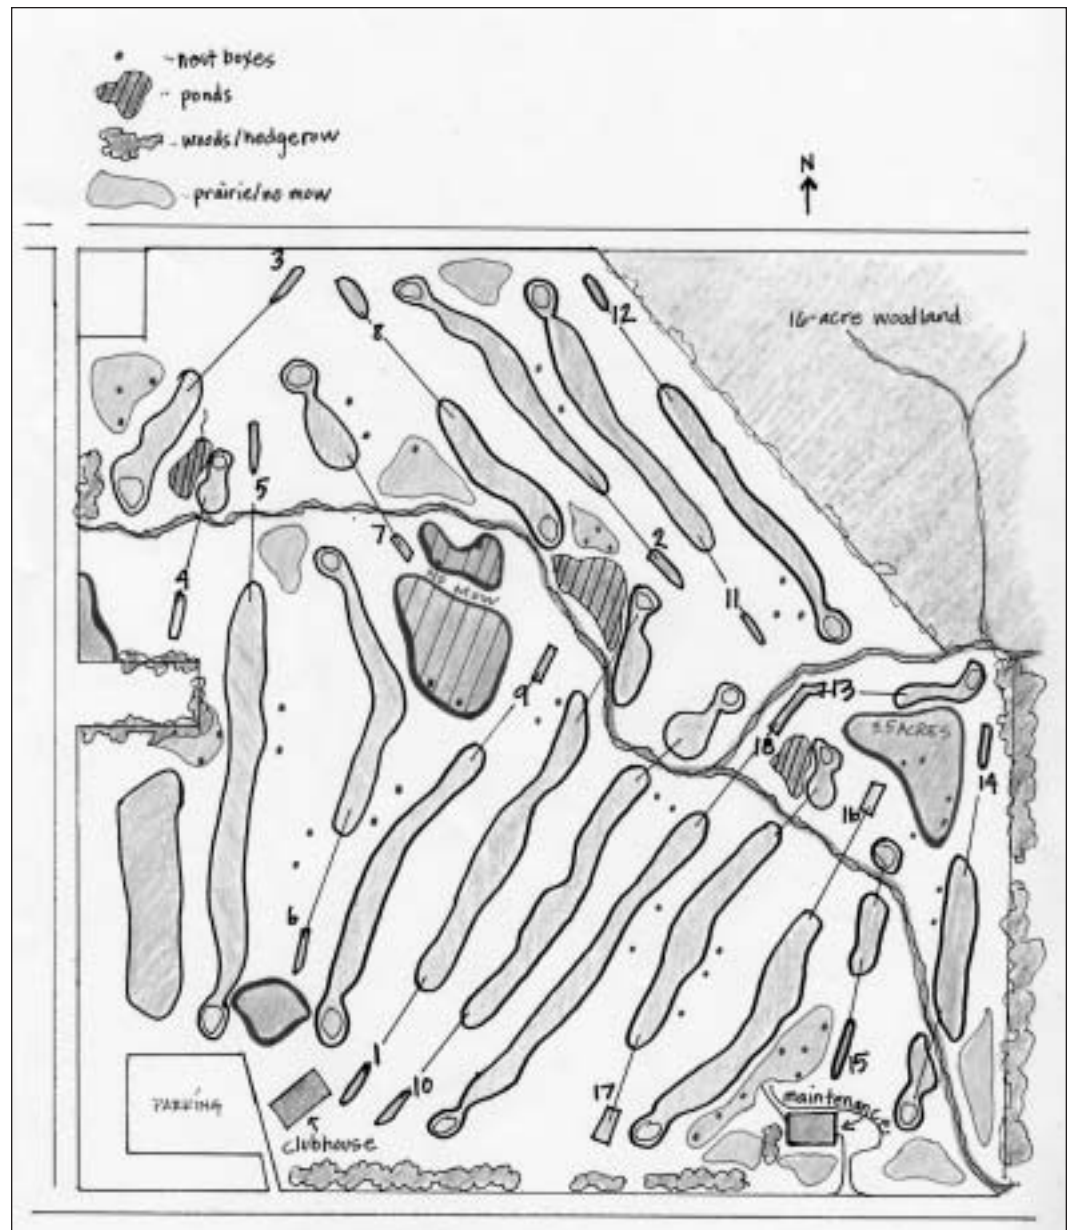 - nest boxes
- ponds
- woods/hedgerow
- prairie/no mow
N
3
8
12
16-acre woodland
5
7
2
4
NO MOW
11
9
13
18
3.5 ACRES
14
16
6
1
10
15
17
PARKING
clubhouse
maintenance